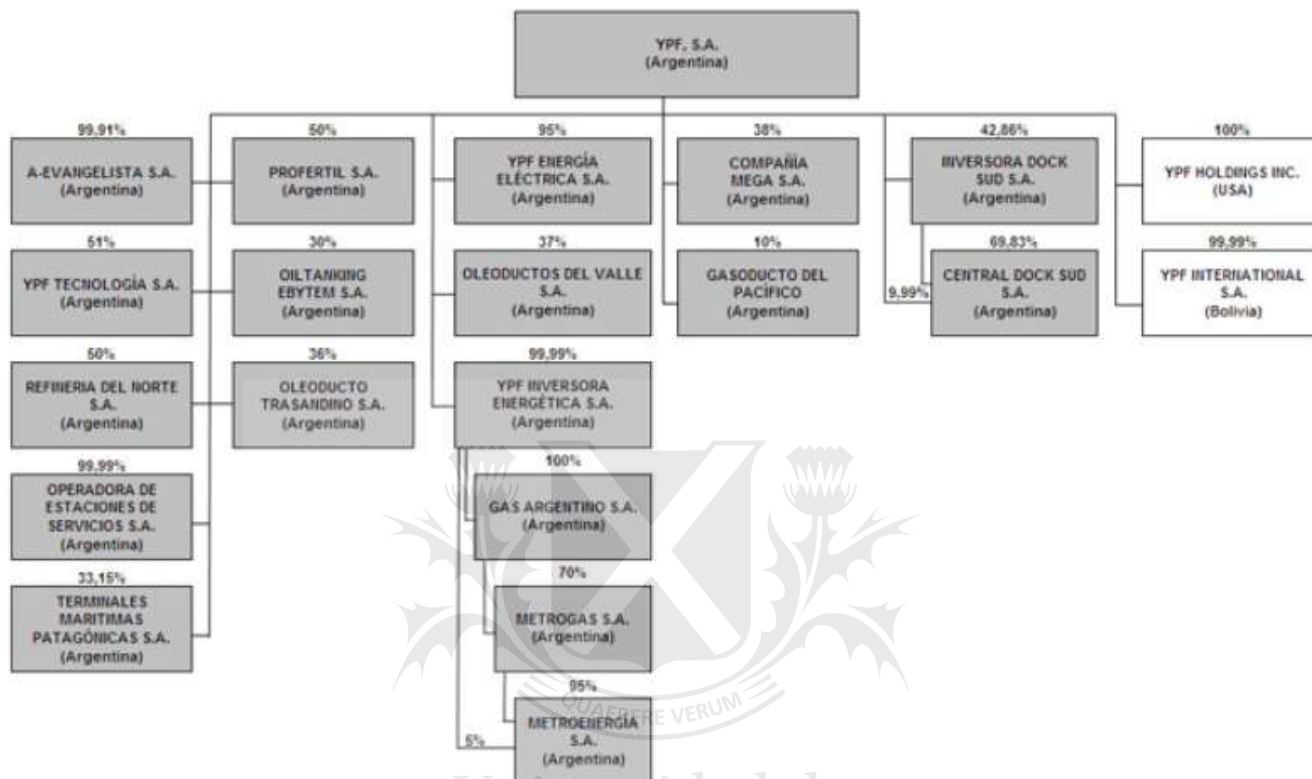 YPF, S.A.
(Argentina)
99,91%
A-EVANGELISTA S.A.
(Argentina)
50%
PROFERTIL S.A.
(Argentina)
95%
YPF ENERGÍA
ELÉCTRICA S.A.
(Argentina)
38%
COMPAÑÍA
MEGA S.A.
(Argentina)
42,86%
INVERSORA DOCK
SUD S.A.
(Argentina)
100%
YPF HOLDINGS INC.
(USA)
51%
YPF TECNOLOGÍA S.A.
(Argentina)
30%
OILTANKING
EBYTEM S.A.
(Argentina)
37%
OLEODUCTOS DEL VALLE
S.A.
(Argentina)
10%
GASODUCTO DEL
PACÍFICO
(Argentina)
69,83%
CENTRAL DOCK SUD
S.A.
(Argentina)
9,99%
99,99%
YPF INTERNATIONAL
S.A.
(Bolivia)
50%
REFINERIA DEL NORTE
S.A.
(Argentina)
36%
OLEODUCTO
TRASANDINO S.A.
(Argentina)
99,99%
YPF INVERSORA
ENERGÉTICA S.A.
(Argentina)
99,99%
OPERADORA DE
ESTACIONES DE
SERVICIOS S.A.
(Argentina)
100%
GAS ARGENTINO S.A.
(Argentina)
33,15%
TERMINALES
MARITIMAS
PATAGÓNICAS S.A.
(Argentina)
70%
METROGAS S.A.
(Argentina)
95%
METROENERGÍA
S.A.
(Argentina)
5%
QUAERERE VERUM